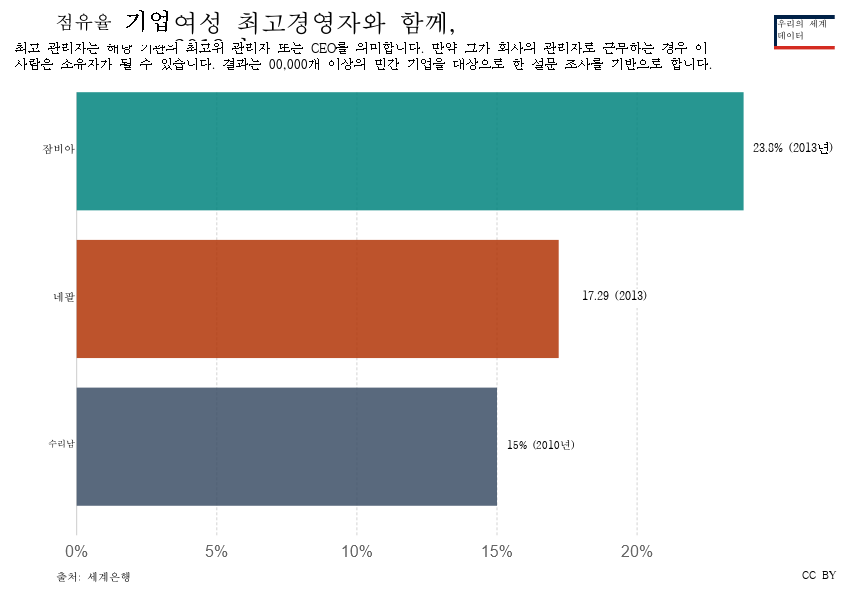 점유율 기업여성 최고경영자와 함께,
최고 관리자는 해당 기관의 최고위 관리자 또는 CEO를 의미합니다. 만약 그가 회사의 관리자로 근무하는 경우 이
사람은 소유자가 될 수 있습니다. 결과는 00,000개 이상의 민간 기업을 대상으로 한 설문 조사를 기반으로 합니다.
우리의 세계
데이터
잠비아
23.8% (2013년)
네팔
17.29 (2013)
수리남
15% (2010년)
0% 5% 10% 15% 20%
출처: 세계은행
CC BY